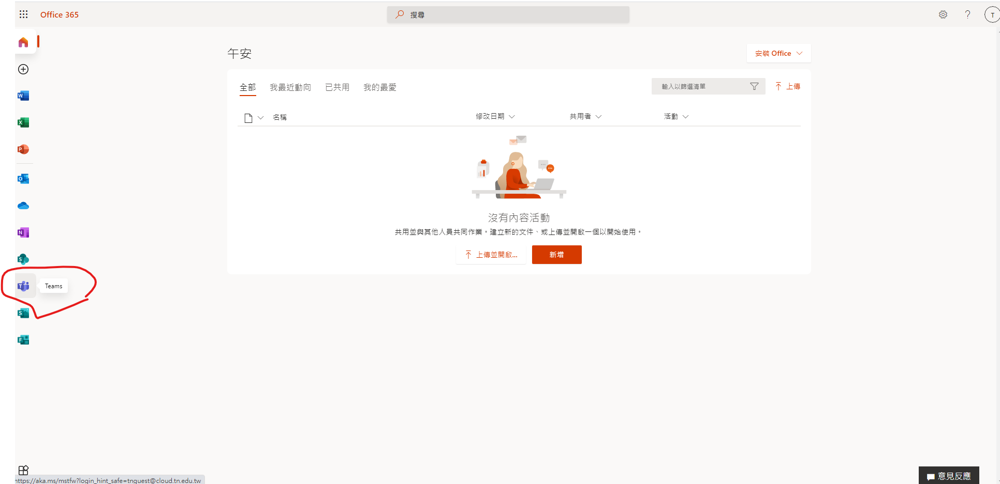 Office 365
搜尋
T
午安
安裝 Office
全部 我最近動向 已共用 我的最愛
輸入以篩選清單
上傳
名稱 修改日期 共用者 活動
沒有內容活動
共用並與其他人員共同作業。建立新的文件、或上傳並開啟一個以開始使用。
上傳並開啟... 新增
Teams
https://aka.ms/mstfw?login_hint_safe=tnguest@cloud.tn.edu.tw
意見反應